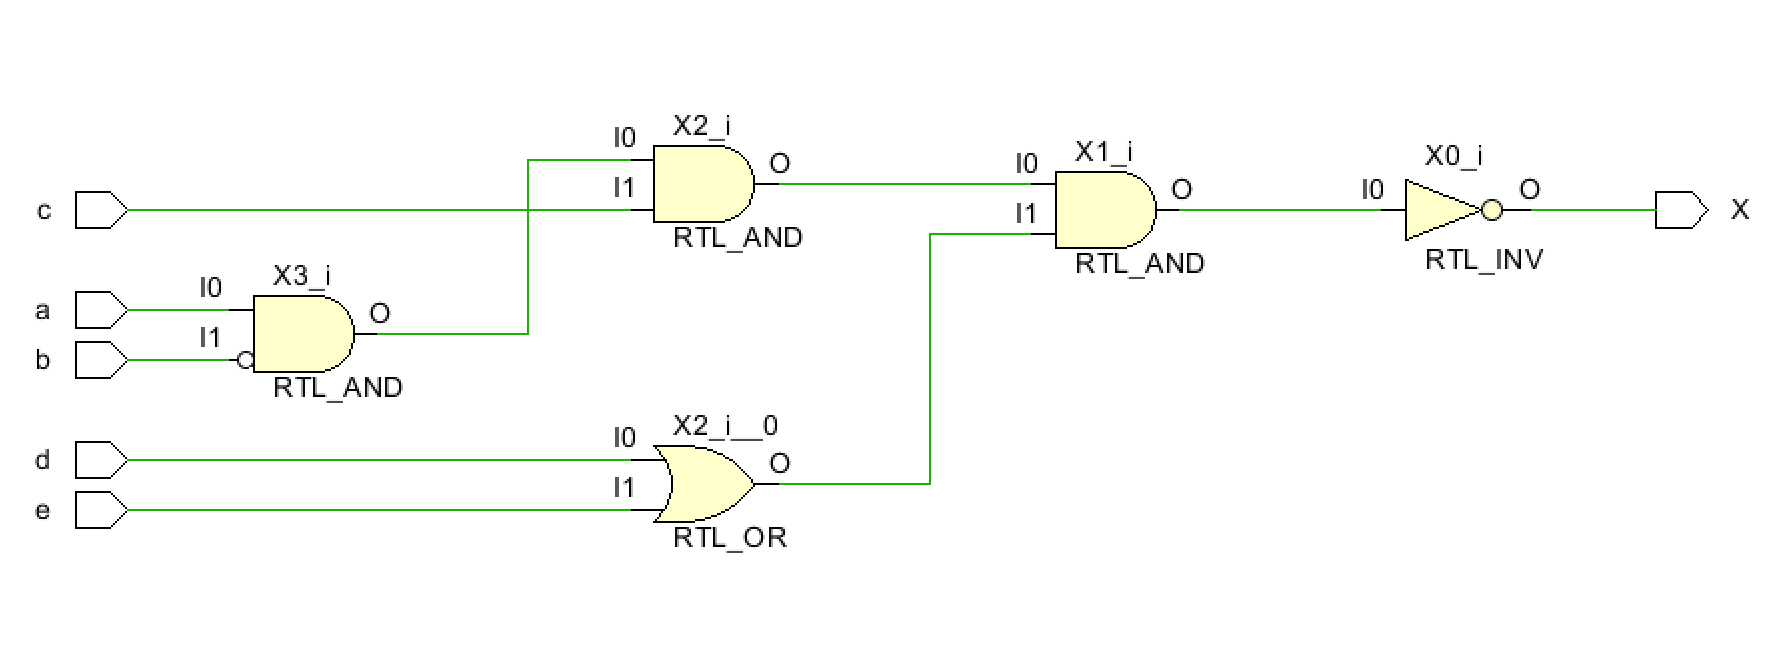 X2_i
I0
O
I1
RTL_AND
X1_i
I0
O
I1
RTL_AND
X0_i
I0
O
RTL_INV
X
c
X3_i
I0
O
I1
RTL_AND
a
b
X2_i__0
I0
O
I1
RTL_OR
d
e